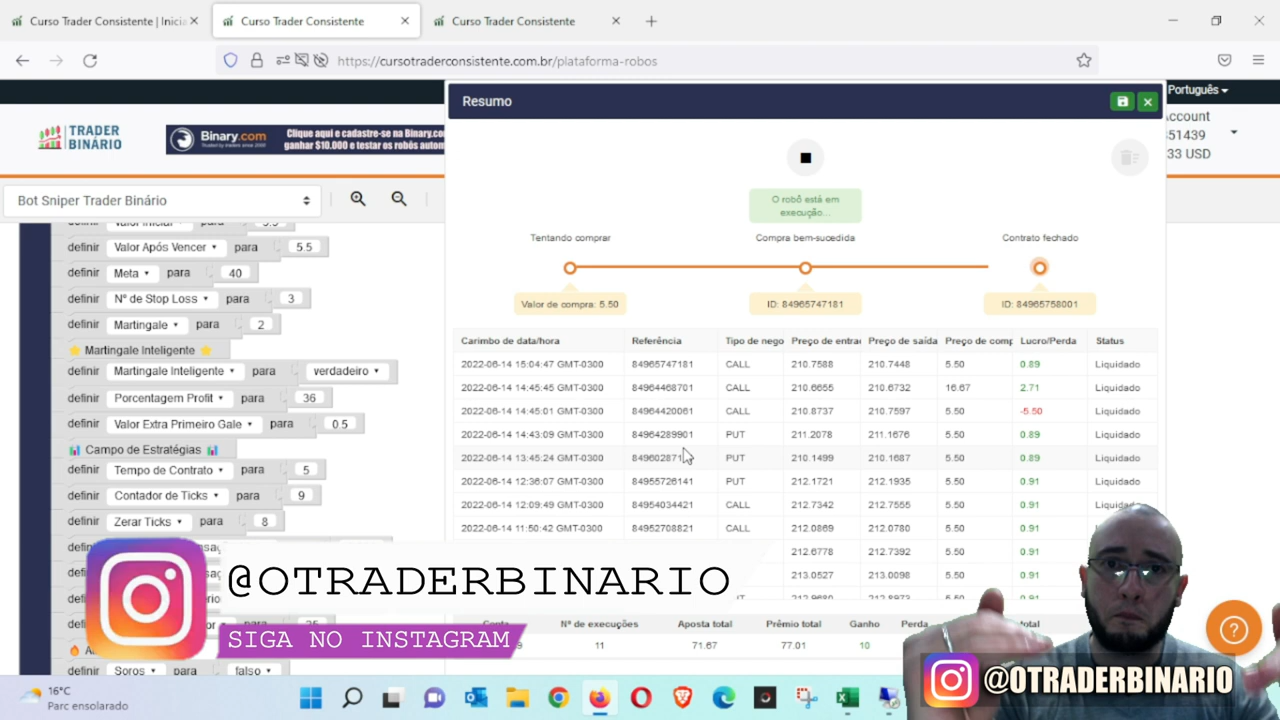 Curso Trader Consistente | Inicia
Curso Trader Consistente
Curso Trader Consistente
https://cursotraderconsistente.com.br/plataforma-robos
Português
TRADER BINÁRIO
Binary.com
Clique aqui e cadastre-se na Binary.com
ganhar $10.000 e testar os robôs autom
Resumo
Account
51439
33 USD
Bot Sniper Trader Binário
O robô está em
execução...
Tentando comprar
Compra bem-sucedida
Contrato fechado
Valor de compra: 5.50
ID: 84965747181
ID: 84965758001
definir Valor Inicial para 5.5
definir Valor Após Vencer para 5.5
definir Meta para 40
definir Nº de Stop Loss para 3
definir Martingale para 2
Martingale Inteligente
definir Martingale Inteligente para verdadeiro
definir Porcentagem Profit para 36
definir Valor Extra Primeiro Gale para 0.5
Campo de Estratégias
definir Tempo de Contrato para 5
definir Contador de Ticks para 9
definir Zerar Ticks para 8
definir Soros para falso
Carimbo de data/hora Referência Tipo de nego Preço de entra Preço de saída Preço de comp Lucro/Perda Status
2022-06-14 15:04:47 GMT-0300 84965747181 CALL 210.7588 210.7448 5.50 0.89 Liquidado
2022-06-14 14:45:45 GMT-0300 84964468701 CALL 210.6655 210.6732 16.67 2.71 Liquidado
2022-06-14 14:45:01 GMT-0300 84964420061 CALL 210.8737 210.7597 5.50 -5.50 Liquidado
2022-06-14 14:43:09 GMT-0300 84964289901 PUT 211.2078 211.1676 5.50 0.89 Liquidado
2022-06-14 13:45:24 GMT-0300 84960287 PUT 210.1499 210.1687 5.50 0.89 Liquidado
2022-06-14 12:36:07 GMT-0300 84955726141 PUT 212.1721 212.1935 5.50 0.91 Liquidado
2022-06-14 12:09:49 GMT-0300 84954034421 CALL 212.7342 212.7555 5.50 0.91 Liquidado
2022-06-14 11:50:42 GMT-0300 84952708821 CALL 212.0869 212.0780 5.50 0.91 Liquidado
212.6778 212.7392 5.50 0.91
213.0527 213.0098 5.50 0.91
Nº de execuções Aposta total Prêmio total Ganho Perda total
11 71.67 77.01 10
@OTRADERBINARIO
SIGA NO INSTAGRAM
@OTRADERBINARIO
16°C
Parc ensolarado